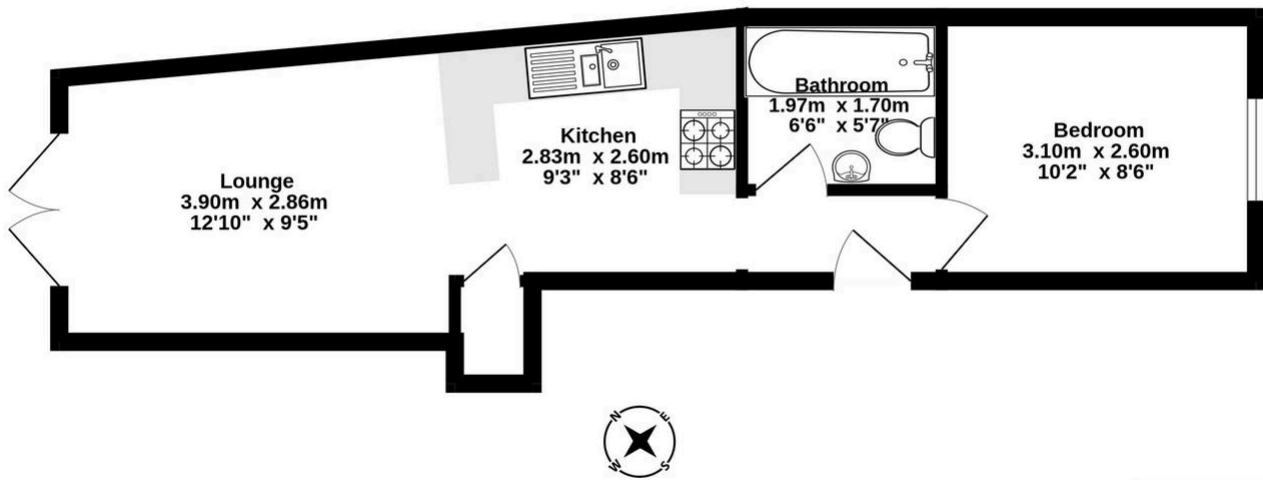 Lounge
3.90m x 2.86m
12'10" x 9'5"
Kitchen
2.83m x 2.60m
9'3" x 8'6"
Bathroom
1.97m x 1.70m
6'6" x 5'7"
Bedroom
3.10m x 2.60m
10'2" x 8'6"
N
E
W
S